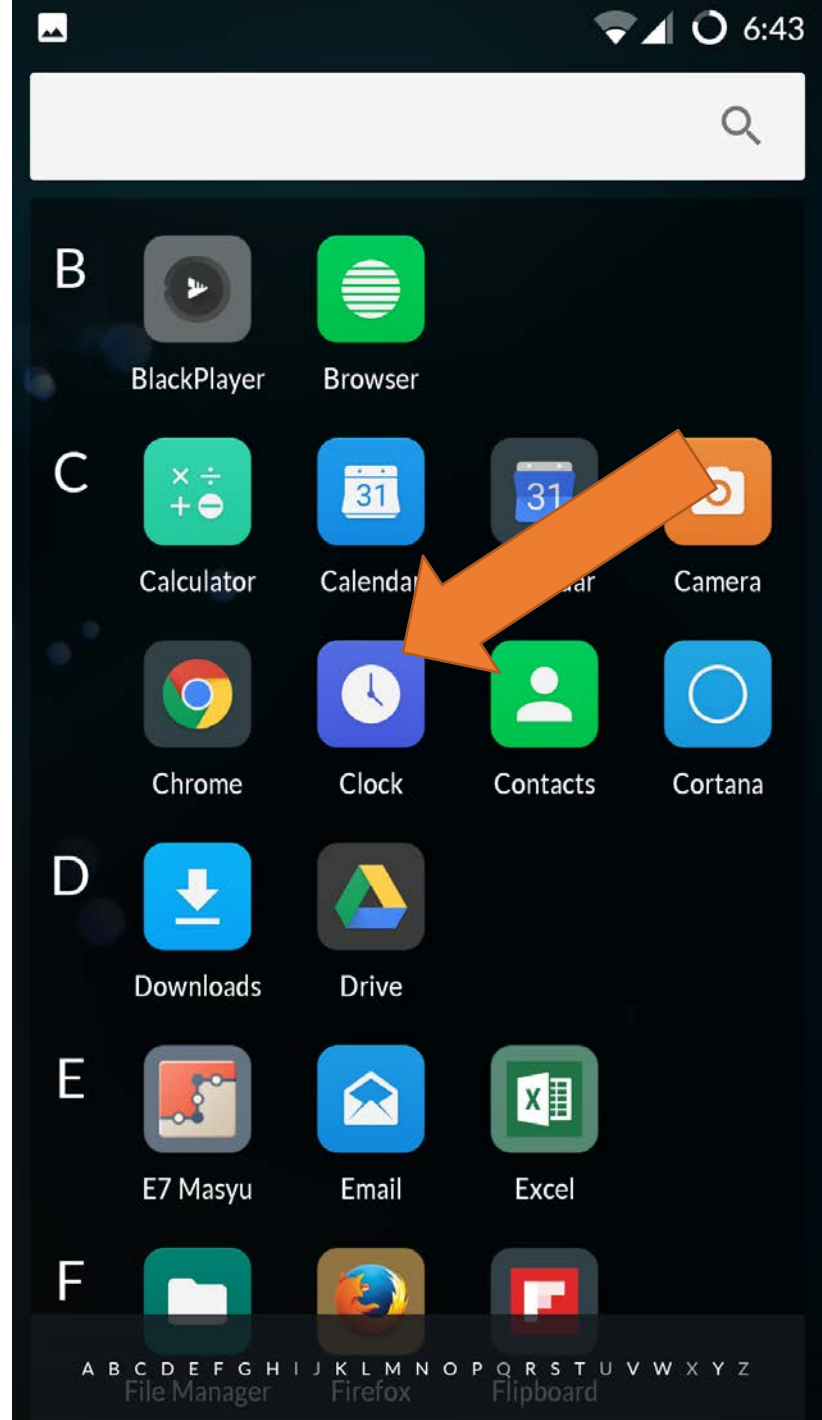 6:43
B
BlackPlayer Browser
C
× ÷
+ −
31 31
Calculator Calendar Camera
Chrome Clock Contacts Cortana
D
Downloads Drive
E
X
E7 Masyu Email Excel
F
A B C D E F G H I J K L M N O P Q R S T U V W X Y Z
File Manager Firefox Flipboard